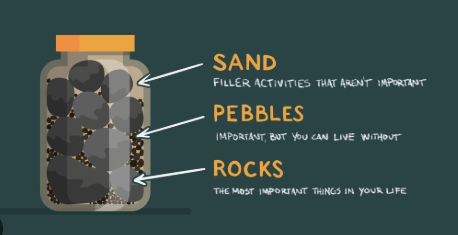 SAND
FILLER ACTIVITIES THAT AREN'T IMPORTANT
PEBBLES
IMPORTANT, BUT YOU CAN LIVE WITHOUT
ROCKS
THE MOST IMPORTANT THINGS IN YOUR LIFE